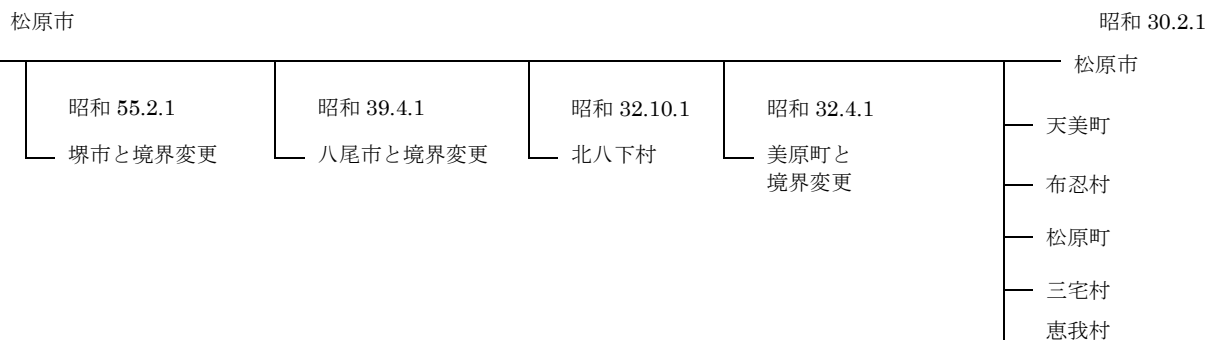 松原市
昭和 30.2.1
松原市
昭和 55.2.1
堺市と境界変更
昭和 39.4.1
八尾市と境界変更
昭和 32.10.1
北八下村
昭和 32.4.1
美原町と
境界変更
天美町
布忍村
松原町
三宅村
恵我村